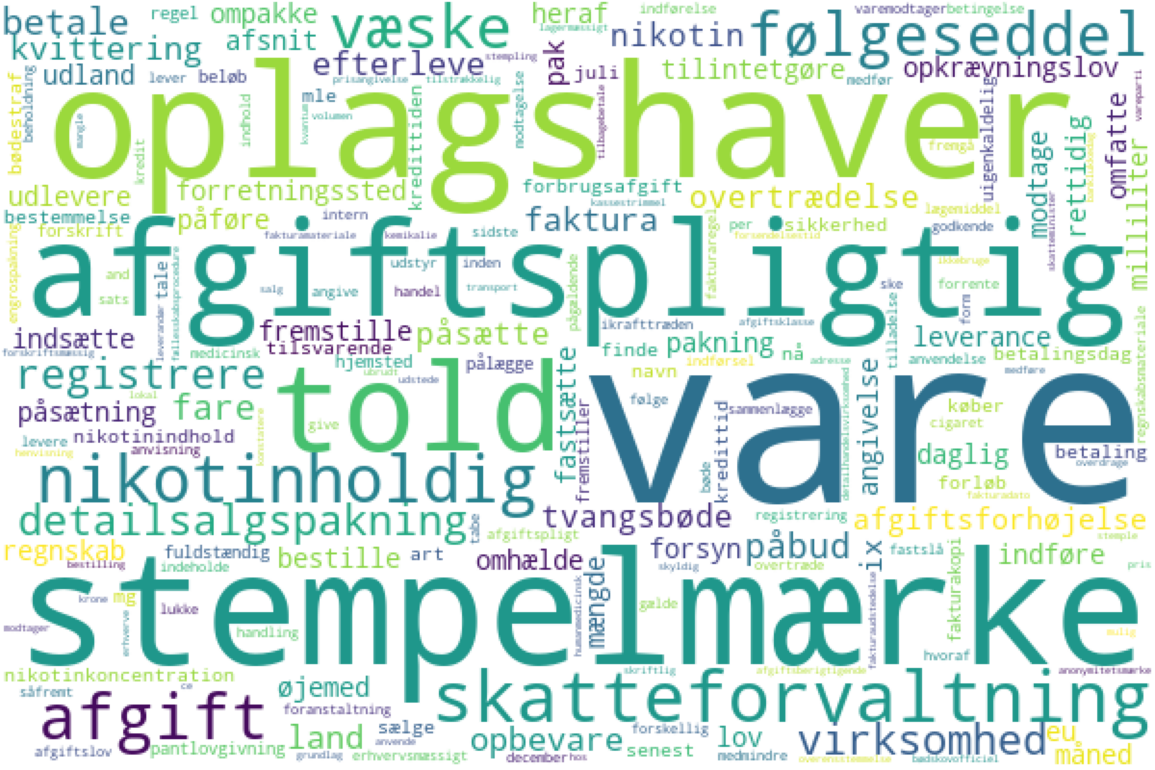 betale
regel
ompakke
væske
heraf
indførelse
varemodtager
betingelse
kvittering
afsnit
lagermæssigt
nikotin
følgeseddel
udland
lever
beløb
efterleve
stempling
pak
juli
tilintetgøre
medfør
opkrævningslov
prisangivelse
tilstrækkelig
bødestraf
beholdning
mangle
kredit
indhold
mle
kvantum
volumen
kredittiden
modtagelse
tilbagebetale
oplagshaver
uigenkaldelig
fremgå
modtage
rettidig
omfatte
vareparti
milliliter
udlevere
forretningssted
forbrugsafgift
overtrædelse
kassestrimmel
lægemiddel
bestemmelse
påføre
intern
faktura
per
sikkerhed
godkende
skatteminister
forskrift
fakturamateriale
kemikalie
sidste
fakturaregel
forsendelsestid
engrospakning
afgiftspligtig
and
sats
leverandør
tale
fællesskabsprocedure
udstyr
inden
ikkebruge
salg
angive
handel
transport
pågældende
ske
forrente
form
tilladelse
indsætte
fremstille
påsætte
ikrafttræden
afgiftsklasse
leverance
forskriftsmæssig
medicinsk
tilsvarende
hjemsted
pålægge
fastsætte
finde
pakning
indførsel
nå
adresse
anvendelse
betalingsdag
regnskabsmateriale
registrere
ubrudt
udstede
navn
medføre
lokal
told
vare
påsætning
fare
give
fremstiller
følge
sammenlægge
kredittid
detailhandelsvirksomhed
angivelse
køber
cigaret
levere
nikotinindhold
henvisning
anvisning
konstatere
bøde
daglig
betaling
overdrage
nikotinholdig
forløb
fakturadato
detailsalgspakning
tabe
afgiftspligt
tvangsbøde
registrering
afgiftsforhøjelse
stemple
regnskab
bestilling
fuldstændig
indeholde
bestille
art
omhælde
forsyn
skyldig
påbud
overtræde
ix
fastslå
indføre
pris
stempelmærke
mg
krone
lukke
erhverve
modtager
handling
humanmedicinsk
mængde
gælde
fakturaudstedelse
fakturakopi
hvoraf
mulig
nikotinkoncentration
såfremt
ce
øjemed
skriftlig
afgiftsberigtigende
anonymitetsmærke
afgift
foranstaltning
skatteforvaltning
afgiftslov
pantlovgivning
land
sælge
anvende
grundlag
erhvervsmæssigt
opbevare
december
hos
forskellig
senest
lov
medmindre
virksomhed
overensstemmelse
bødskovofficiel
eu
måned